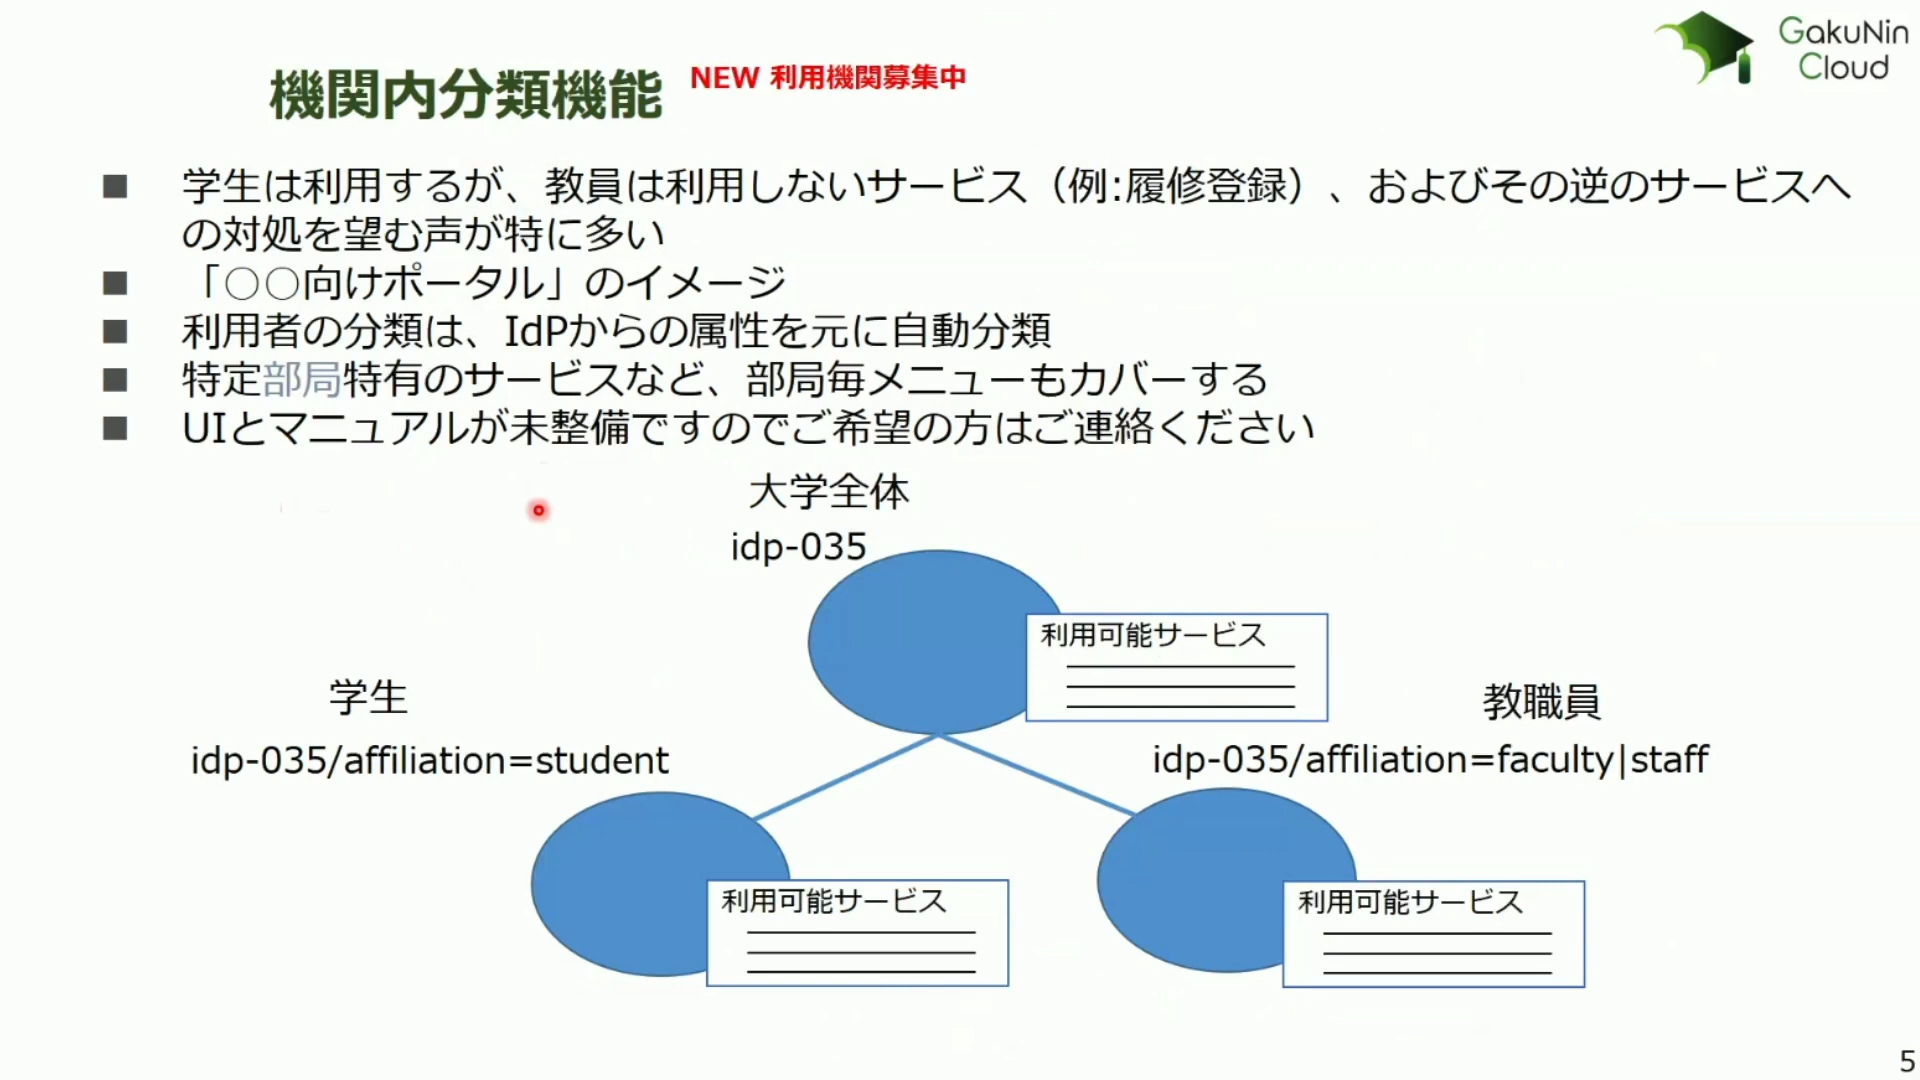 GakuNin
Cloud
機関内分類機能 NEW 利用機関募集中
■ 学生は利用するが、教員は利用しないサービス（例:履修登録）、およびその逆のサービスへ
の対処を望む声が特に多い
■ 「○○向けポータル」のイメージ
■ 利用者の分類は、IdPからの属性を元に自動分類
■ 特定部局特有のサービスなど、部局毎メニューもカバーする
■ UIとマニュアルが未整備ですのでご希望の方はご連絡ください
大学全体
idp-035
利用可能サービス
学生
idp-035/affiliation=student
利用可能サービス
教職員
idp-035/affiliation=faculty|staff
利用可能サービス
5